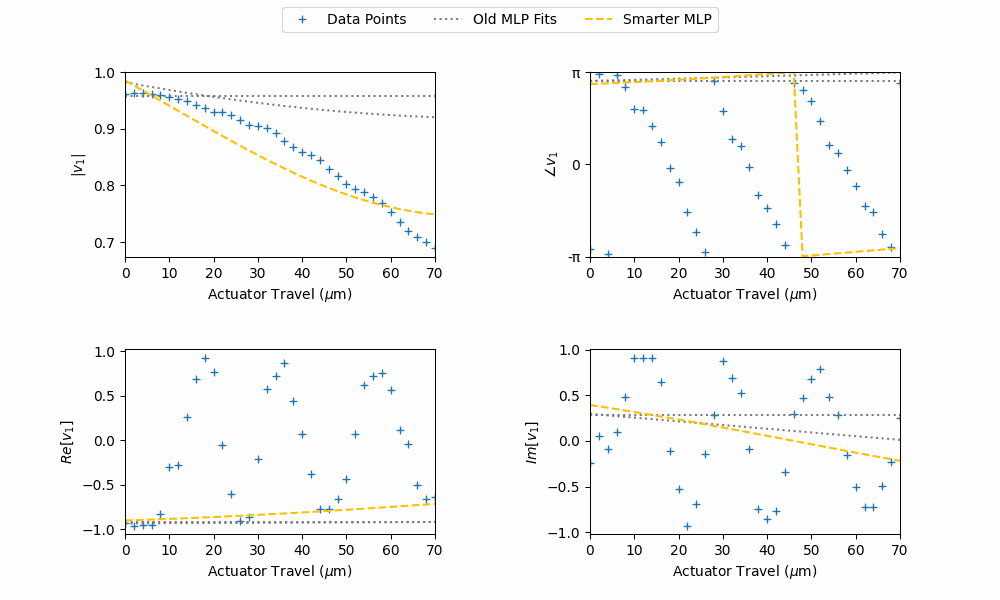 Data Points Old MLP Fits Smarter MLP
1.0
0.9
0.8
0.7
|v₁|
0 10 20 30 40 50 60 70
Actuator Travel (μm)
π
0
-π
∠v₁
0 10 20 30 40 50 60 70
Actuator Travel (μm)
1.0
0.5
0.0
−0.5
−1.0
Re[v₁]
0 10 20 30 40 50 60 70
Actuator Travel (μm)
1.0
0.5
0.0
−0.5
−1.0
Im[v₁]
0 10 20 30 40 50 60 70
Actuator Travel (μm)